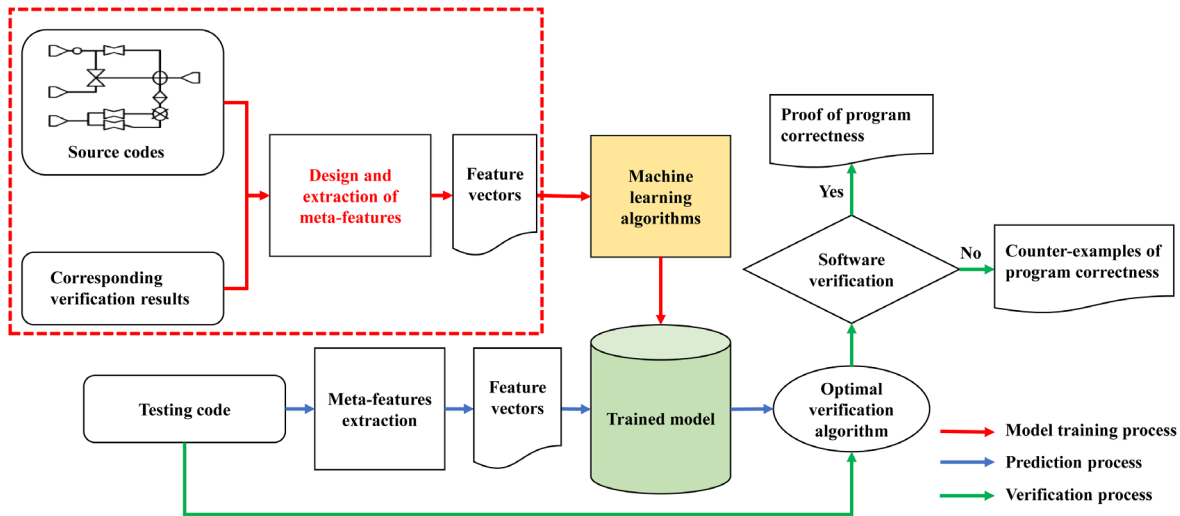 Source codes
Corresponding
verification results
Design and
extraction of
meta-features
Feature
vectors
Machine
learning
algorithms
Proof of program
correctness
Yes
Software
verification
No
Counter-examples of
program correctness
Testing code
Meta-features
extraction
Feature
vectors
Trained model
Optimal
verification
algorithm
Model training process
Prediction process
Verification process